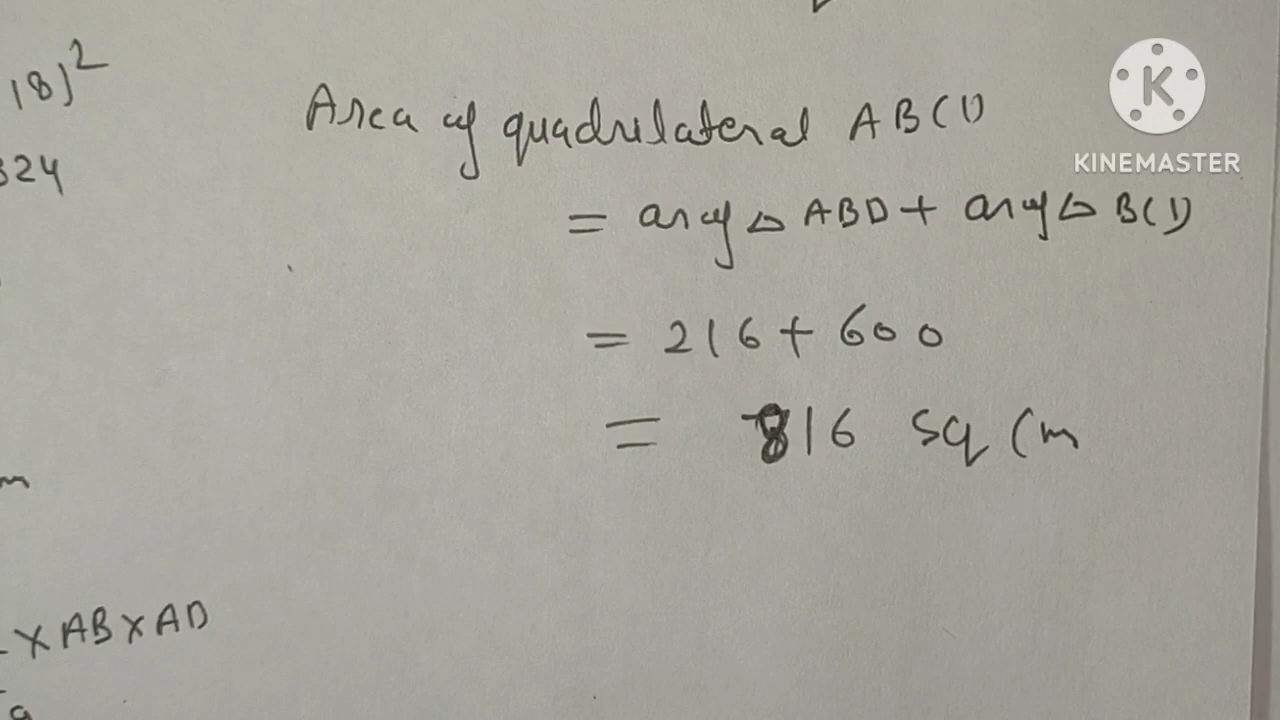 18)²
324
Area of quadrilateral ABCD
= ar of △ ABD + ar of △ BCD
= 216 + 600
= 816 sq cm
m
× AB × AD
9
KINEMASTER